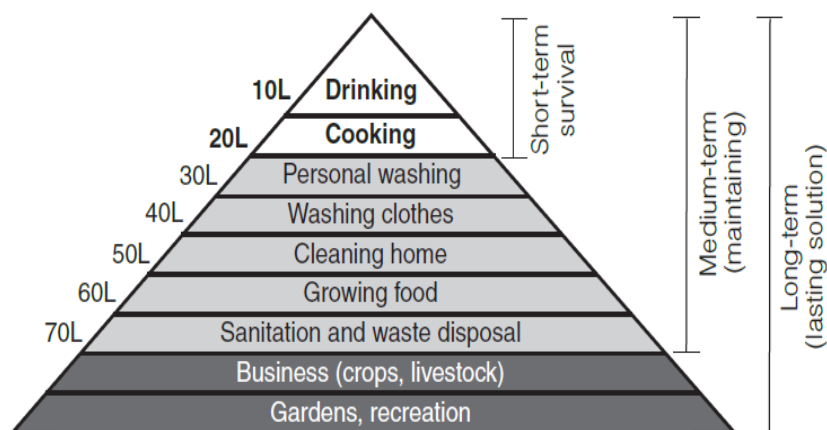 10L Drinking
20L Cooking
30L Personal washing
40L Washing clothes
50L Cleaning home
60L Growing food
70L Sanitation and waste disposal
Business (crops, livestock)
Gardens, recreation
Short-term
survival
Medium-term
(maintaining)
Long-term
(lasting solution)